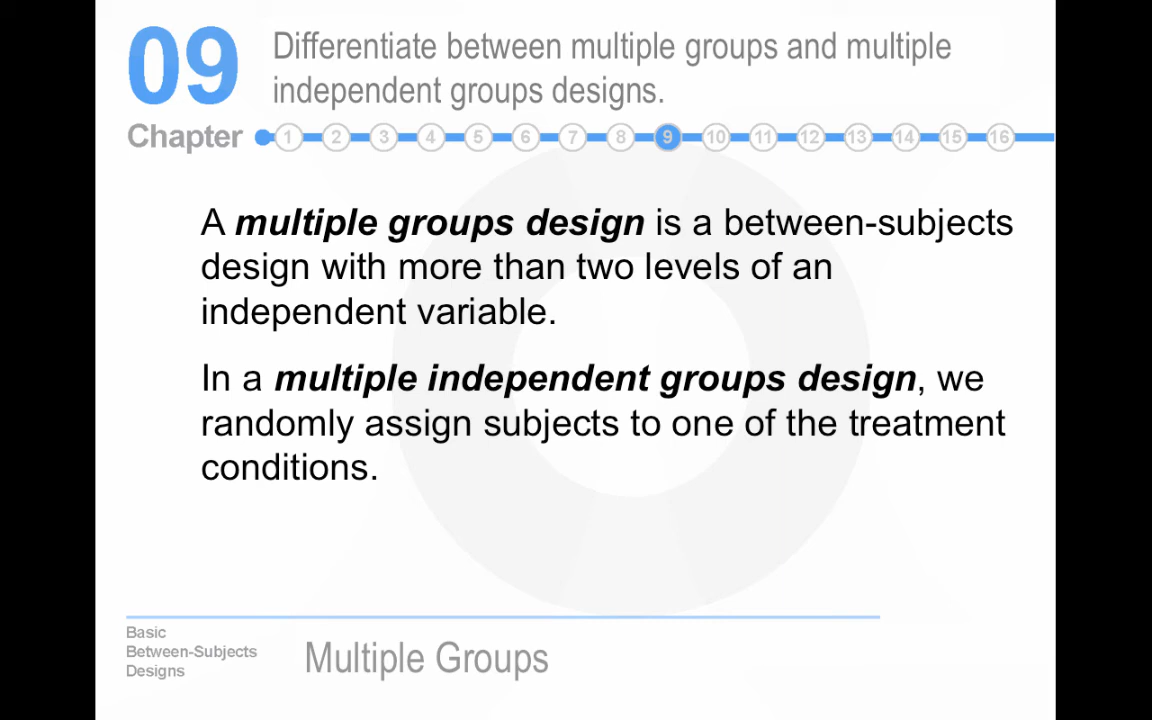 09
Differentiate between multiple groups and multiple
independent groups designs.
Chapter
1 2 3 4 5 6 7 8 9 10 11 12 13 14 15 16
A multiple groups design is a between-subjects
design with more than two levels of an
independent variable.
In a multiple independent groups design, we
randomly assign subjects to one of the treatment
conditions.
Basic
Between-Subjects
Designs
Multiple Groups